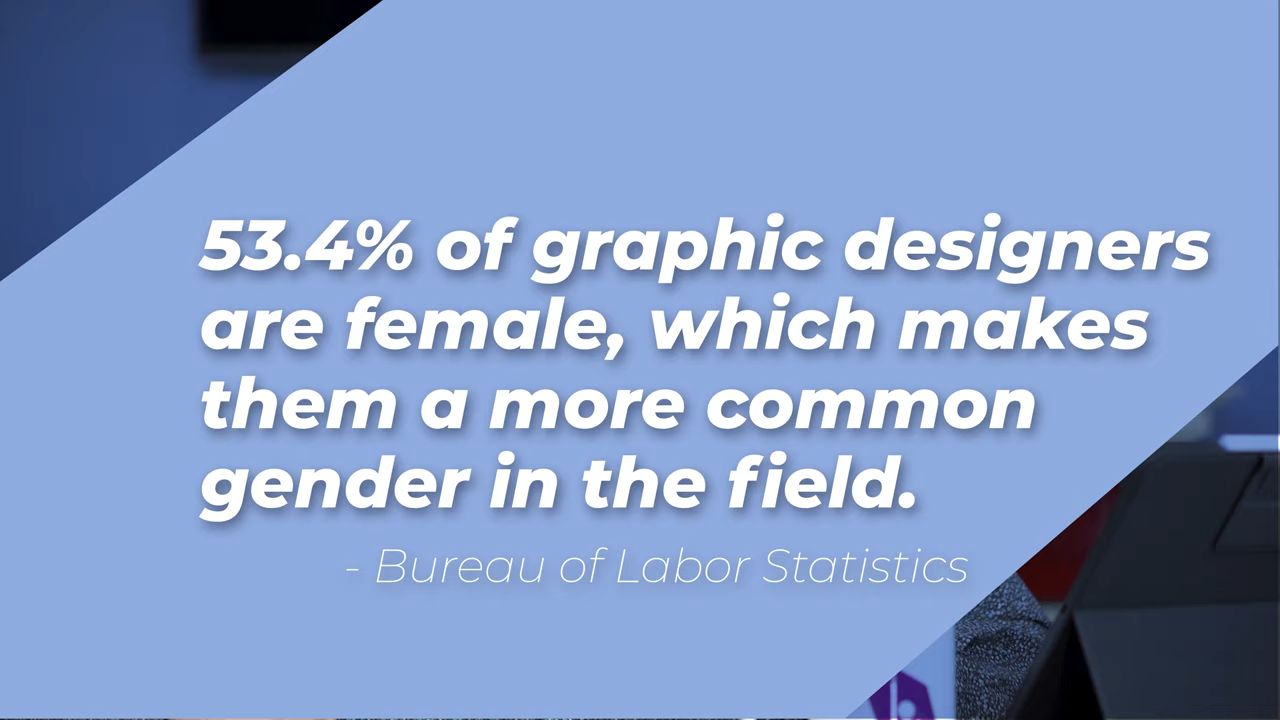 53.4% of graphic designers
are female, which makes
them a more common
gender in the field.
- Bureau of Labor Statistics